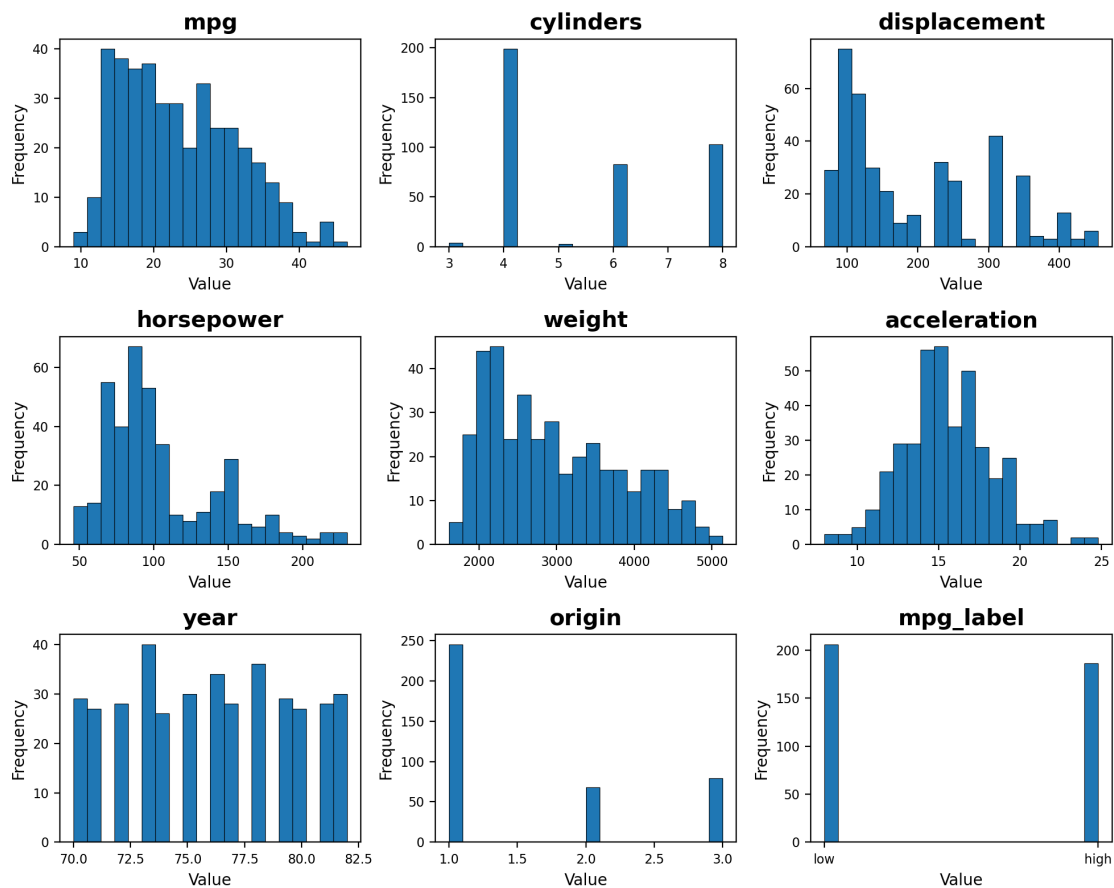 mpg
40
30
20
10
0
10
20
30
40
Frequency
Value
cylinders
200
150
100
50
0
3
4
5
6
7
8
Frequency
Value
displacement
60
40
20
0
100
200
300
400
Frequency
Value
horsepower
60
40
20
0
50
100
150
200
Frequency
Value
weight
40
30
20
10
0
2000
3000
4000
5000
Frequency
Value
acceleration
50
40
30
20
10
0
10
15
20
25
Frequency
Value
year
40
30
20
10
0
70.0
72.5
75.0
77.5
80.0
82.5
Frequency
Value
origin
250
200
150
100
50
0
1.0
1.5
2.0
2.5
3.0
Frequency
Value
mpg_label
200
150
100
50
0
low
high
Frequency
Value